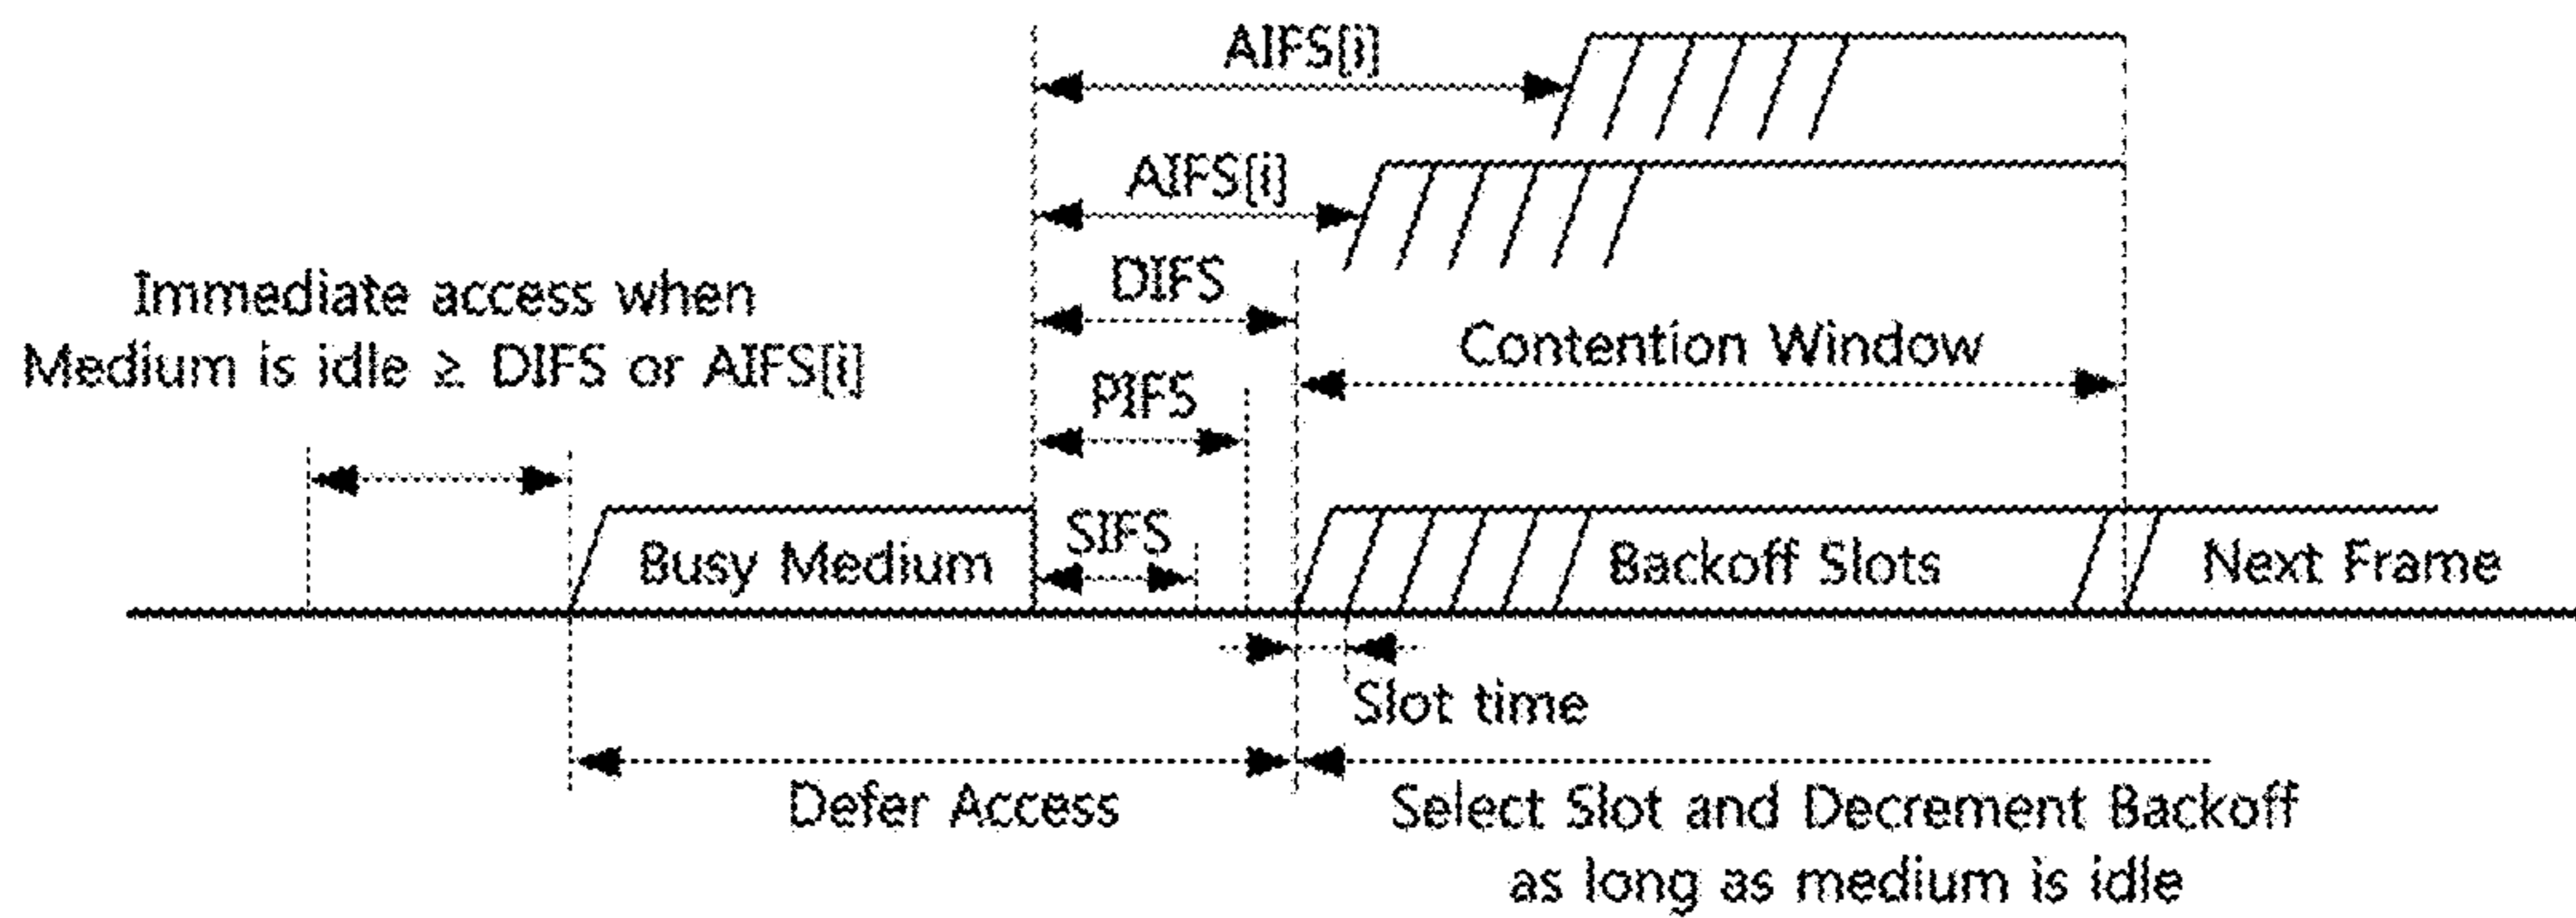 AIFS[i]
AIFS[i]
DIFS
Immediate access when
Medium is idle ≥ DIFS or AIFS[i]
Contention Window
PIFS
SIFS
Busy Medium
Backoff Slots
Next Frame
Slot time
Defer Access
Select Slot and Decrement Backoff
as long as medium is idle